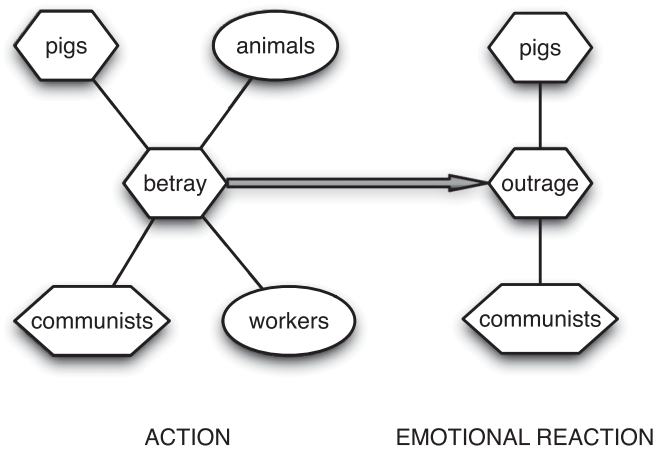 pigs
animals
pigs
betray
outrage
communists
workers
communists
ACTION
EMOTIONAL REACTION